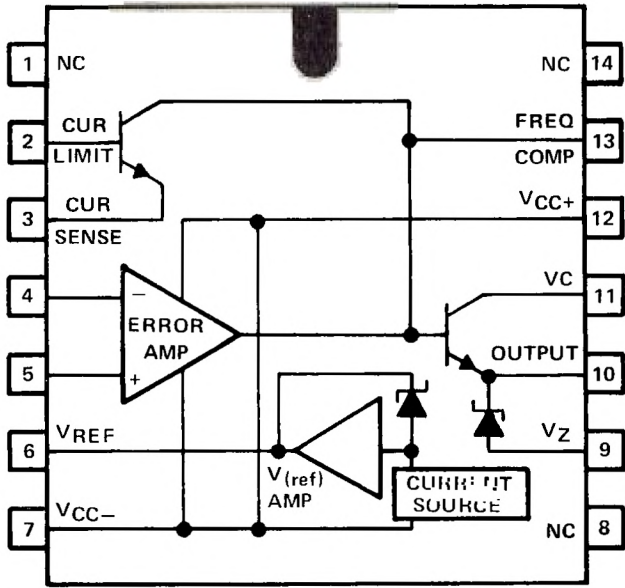 1 NC NC 14
2 CUR LIMIT FREQ COMP 13
3 CUR SENSE VCC+ 12
4 − ERROR AMP VC 11
5 + OUTPUT 10
6 VREF V(ref) AMP VZ 9
CURRENT SOURCE
7 VCC− NC 8